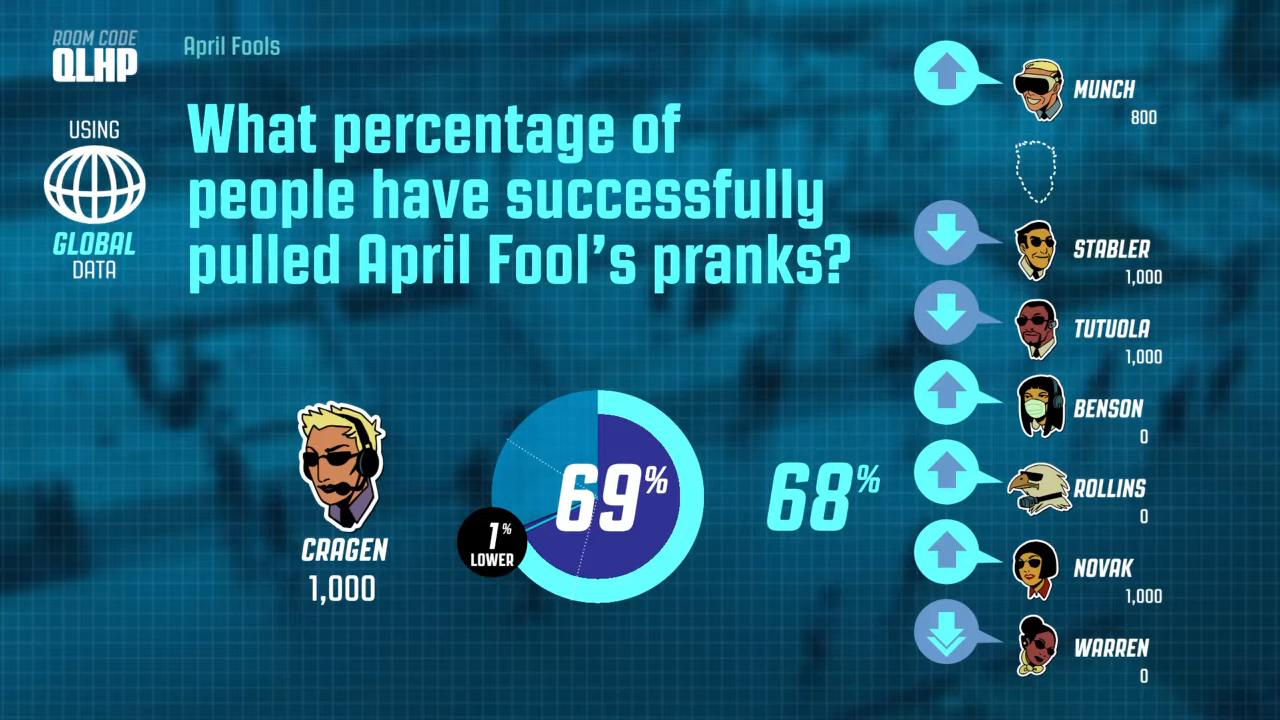 ROOM CODE
QLHP
April Fools
USING
GLOBAL
DATA
What percentage of
people have successfully
pulled April Fool's pranks?
CRAGEN
1,000
69%
1%
LOWER
68%
MUNCH
800
STABLER
1,000
TUTUOLA
1,000
BENSON
0
ROLLINS
0
NOVAK
1,000
WARREN
0